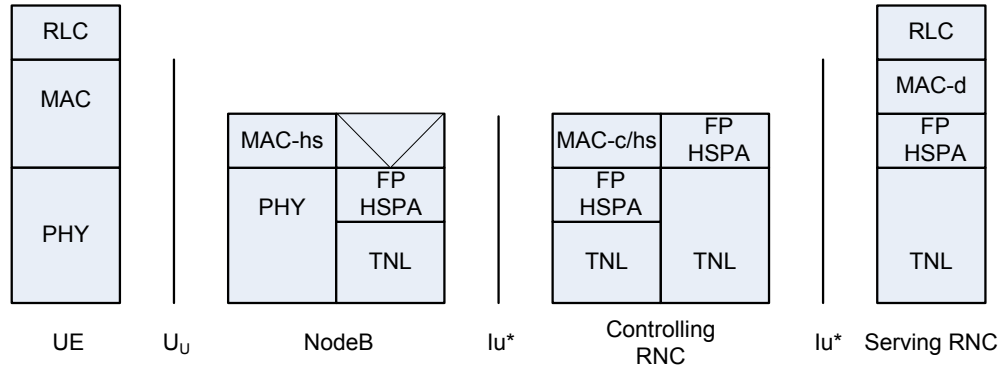 RLC
MAC
PHY
UE
U_U
MAC-hs
PHY
FP
HSPA
TNL
NodeB
Iu*
MAC-c/hs
FP
HSPA
FP
HSPA
TNL
TNL
Controlling
RNC
Iu*
RLC
MAC-d
FP
HSPA
TNL
Serving RNC